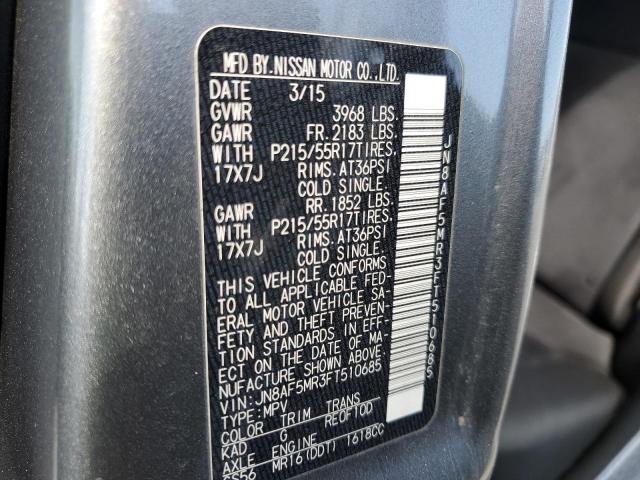 MFD BY.NISSAN MOTOR CO.,LTD.
DATE 3/15
GVWR 3968 LBS.
GAWR FR.2183 LBS.
WITH P215/55R17TIRES.
17X7J RIMS.AT36PSI
COLD SINGLE.
GAWR RR.1852 LBS.
WITH P215/55R17TIRES.
17X7J RIMS.AT36PSI
COLD SINGLE.
THIS VEHICLE CONFORMS
TO ALL APPLICABLE FED-
ERAL MOTOR VEHICLE SA-
FETY AND THEFT PREVEN-
TION STANDARDS IN EFF-
ECT ON THE DATE OF MA-
NUFACTURE SHOWN ABOVE.
VIN:JN8AF5MR3FT510685
TYPE:MPV
COLOR TRIM TRANS
KAD G RE0F10D
AXLE ENGINE
GS56 MR16(DDT) 1618CC
JN8AF5MR3FT510685